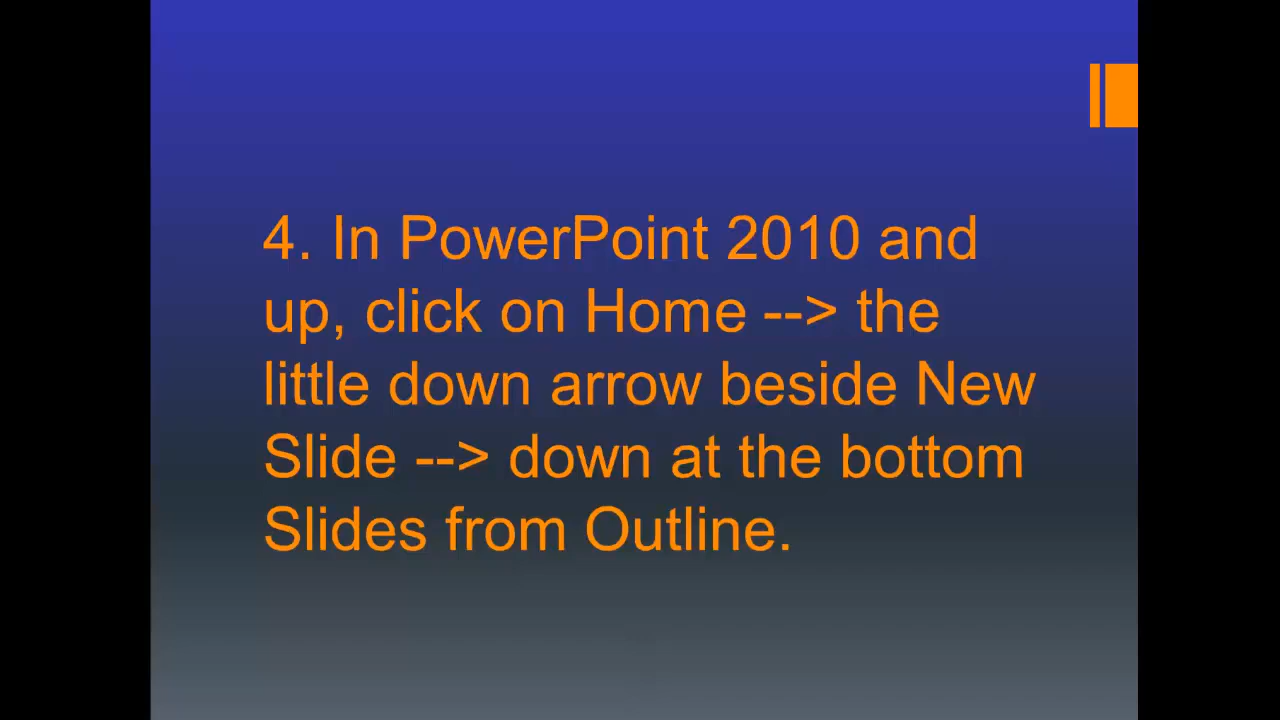 4. In PowerPoint 2010 and
up, click on Home --> the
little down arrow beside New
Slide --> down at the bottom
Slides from Outline.